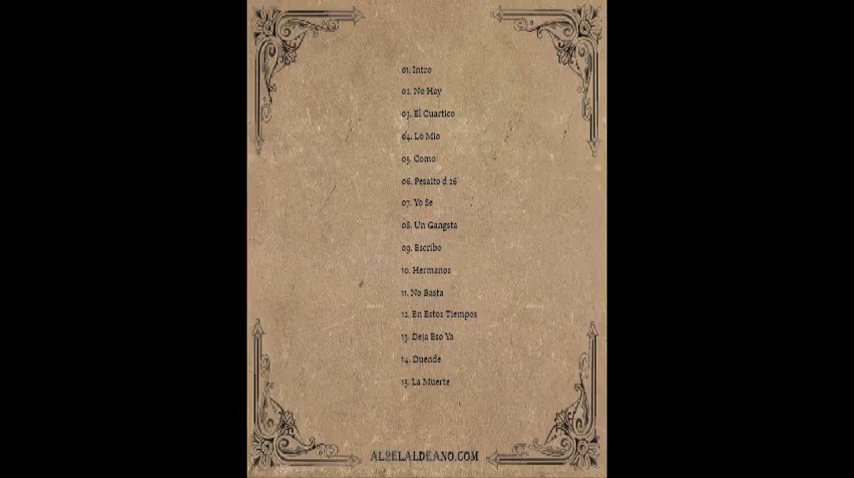 01. Intro
02. No Hay
03. El Cuartico
04. Lo Mio
05. Como
06. Pesaito d 26
07. Yo Se
08. Un Gangsta
09. Escribo
10. Hermanos
11. No Basta
12. En Estos Tiempos
13. Deja Eso Ya
14. Duende
15. La Muerte
AL2ELALDEANO.COM